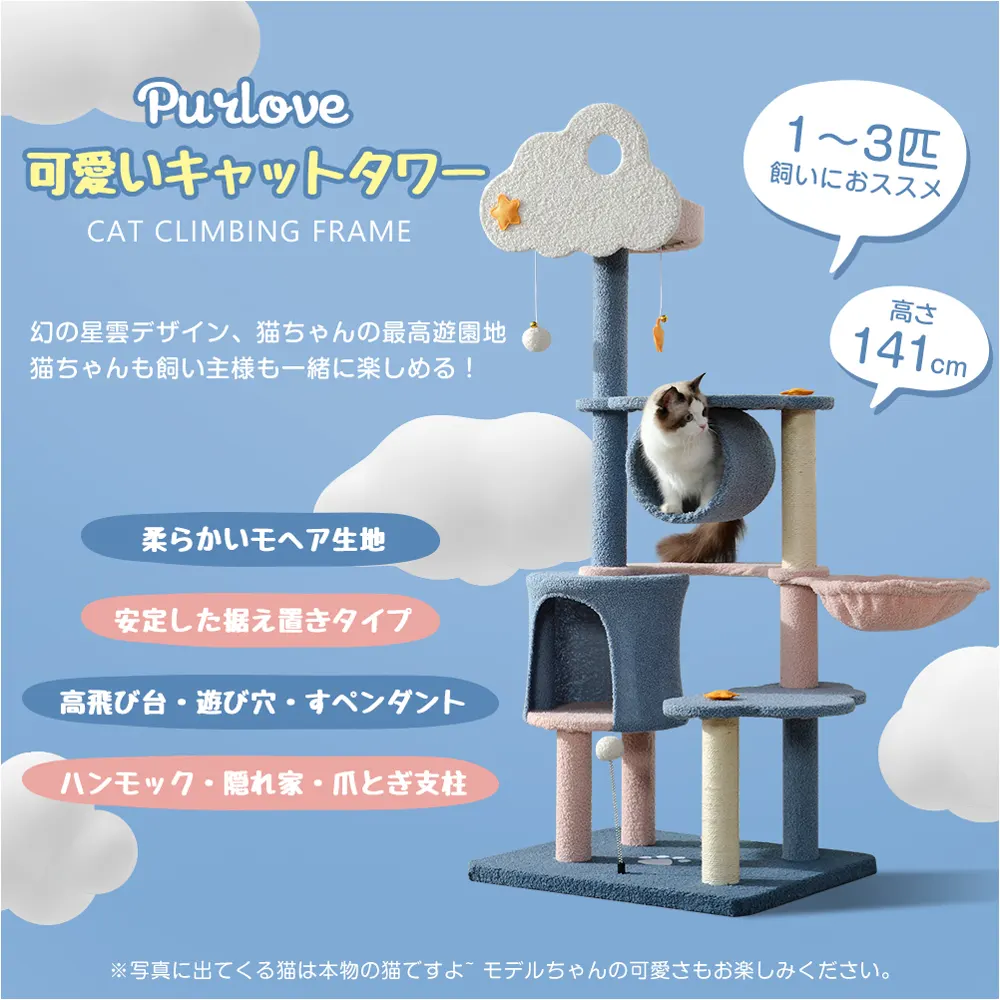 Purlove
可愛いキャットタワー
CAT CLIMBING FRAME
1～3匹
飼いにおススメ
高さ
141cm
幻の星雲デザイン、猫ちゃんの最高遊園地
猫ちゃんも飼い主様も一緒に楽しめる！
柔らかいモヘア生地
安定した据え置きタイプ
高飛び台・遊び穴・すペンダント
ハンモック・隠れ家・爪とぎ支柱
※写真に出てくる猫は本物の猫ですよ~ モデルちゃんの可愛さもお楽しみください。